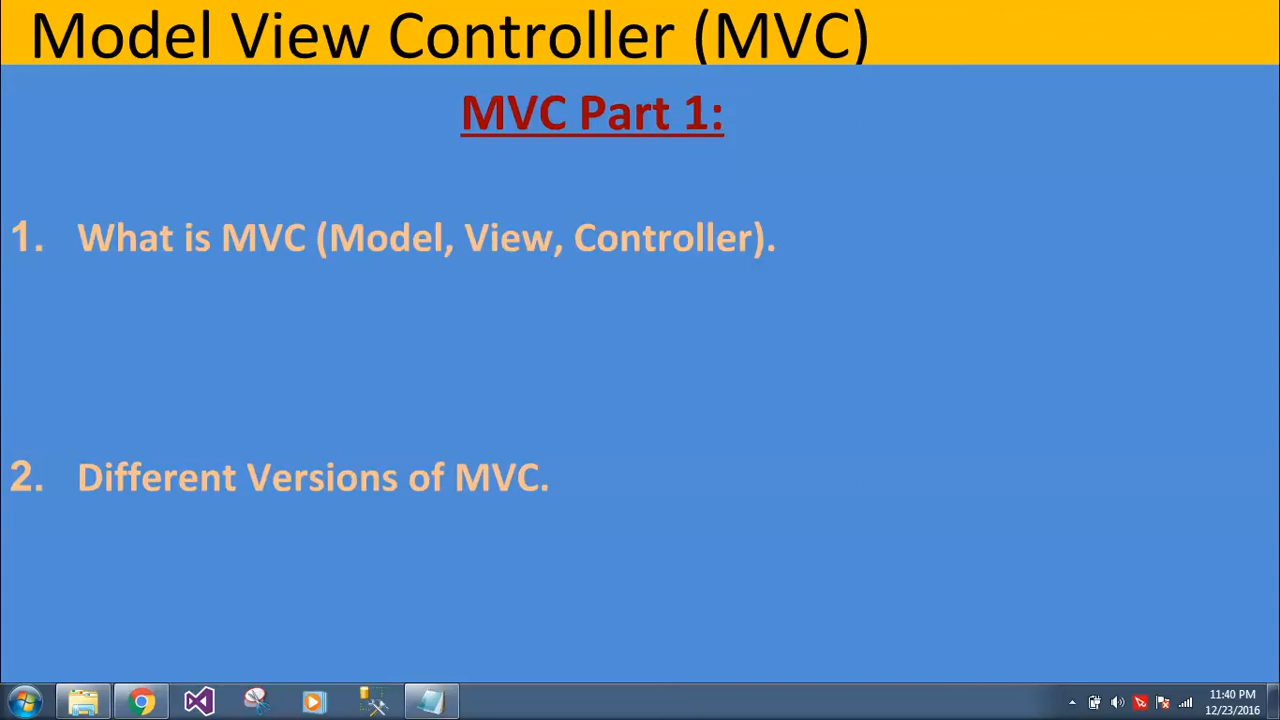 Model View Controller (MVC)
MVC Part 1:
1. What is MVC (Model, View, Controller).
2. Different Versions of MVC.
11:40 PM
12/23/2016